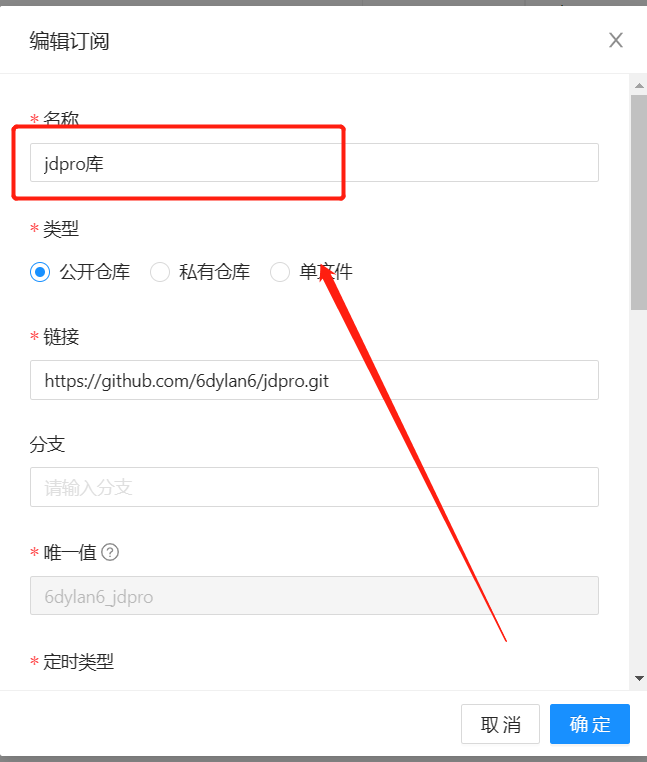 编辑订阅
* 名称
jdpro库
* 类型
公开仓库 私有仓库 单文件
* 链接
https://github.com/6dylan6/jdpro.git
分支
请输入分支
* 唯一值 ?
6dylan6_jdpro
* 定时类型
取 消 确 定